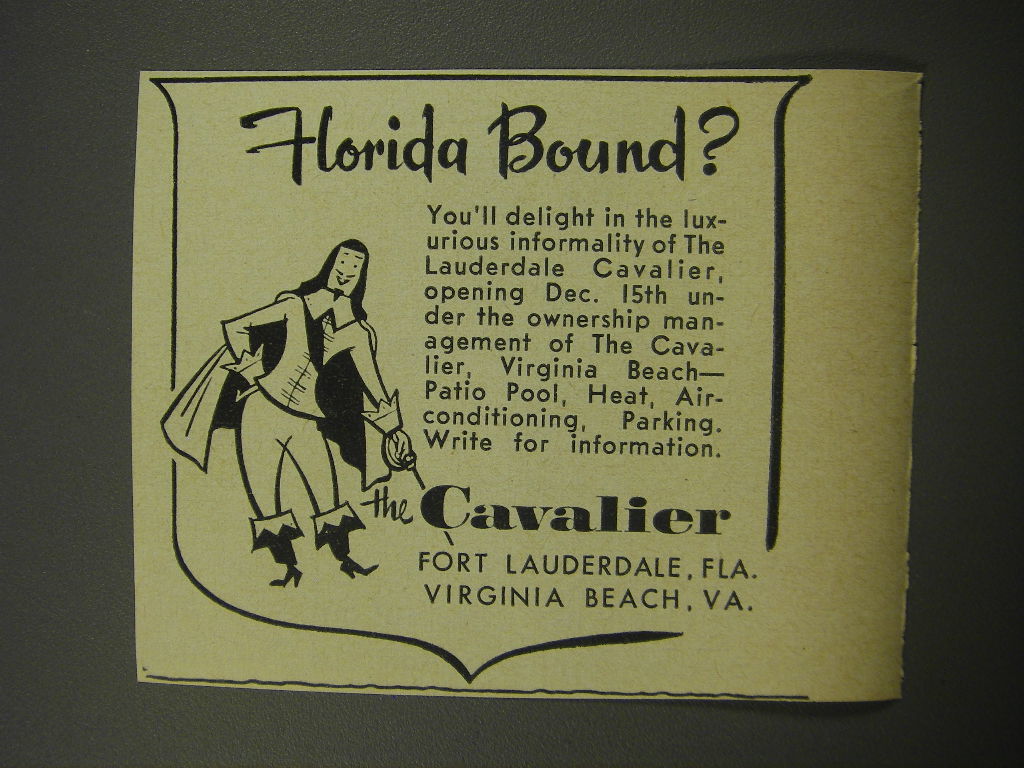 Florida Bound?
You'll delight in the lux-
urious informality of The
Lauderdale Cavalier,
opening Dec. 15th un-
der the ownership man-
agement of The Cava-
lier, Virginia Beach—
Patio Pool, Heat, Air-
conditioning, Parking.
Write for information.
the Cavalier
FORT LAUDERDALE, FLA.
VIRGINIA BEACH, VA.